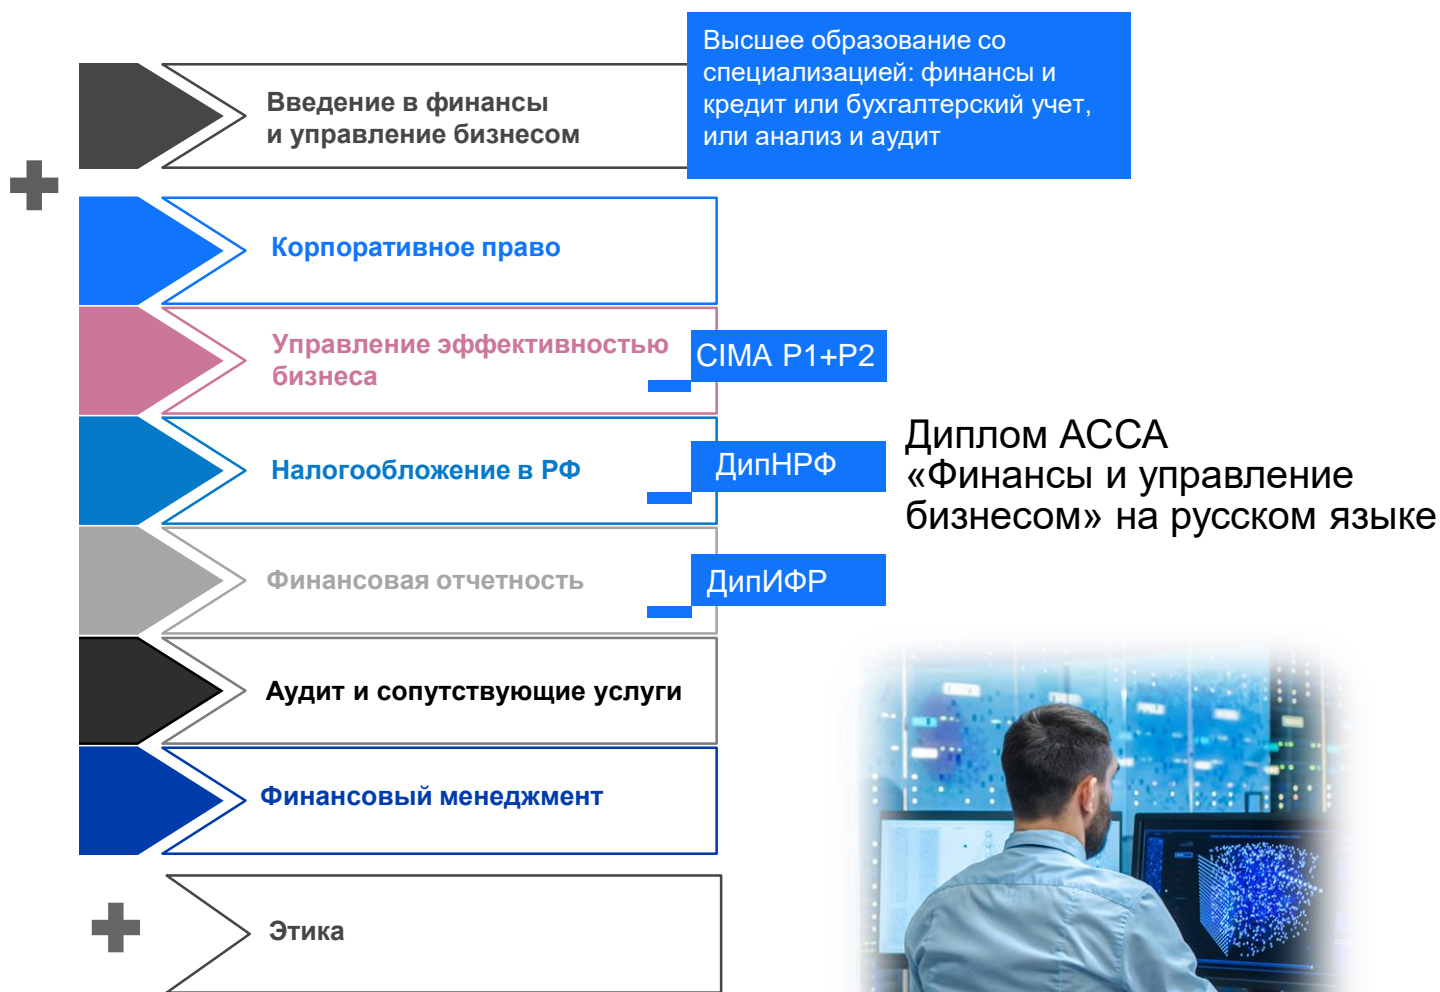 Высшее образование со
специализацией: финансы и
кредит или бухгалтерский учет,
или анализ и аудит
Введение в финансы
и управление бизнесом
Корпоративное право
Управление эффективностью
бизнеса
CIMA P1+P2
Налогообложение в РФ
ДипНРФ
Диплом АССА
«Финансы и управление
бизнесом» на русском языке
Финансовая отчетность
ДипИФР
Аудит и сопутствующие услуги
Финансовый менеджмент
Этика